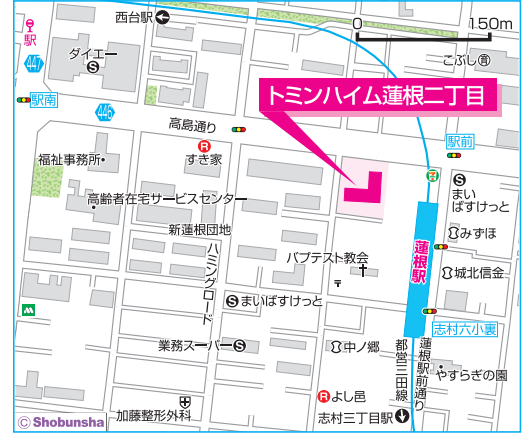 西台駅
0 150m
駅
ダイエー
S
こぶし育
447
トミンハイム蓮根二丁目
駅南
446
高島通り
駅前
R
すき家
福祉事務所
S
まい
ばすけっと
高齢者在宅サービスセンター
みずほ
新蓮根団地
蓮根駅
バプテスト教会
城北信金
ハミングロード
〒
Sまいばすけっと
志村六小裏
業務スーパーS
中ノ郷
都営三田線
蓮根駅前通り
やすらぎの園
Rよし邑
加藤整形外科
志村三丁目駅
© Shobunsha